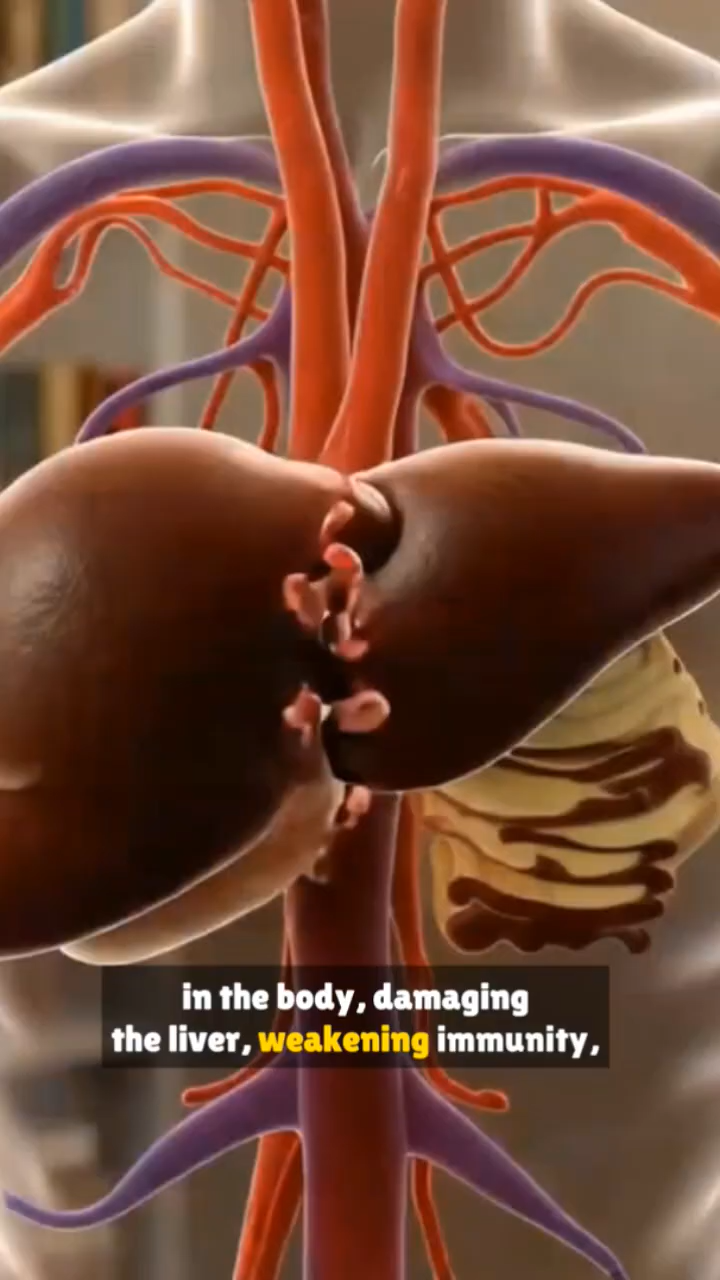 in the body, damaging
the liver, weakening immunity,